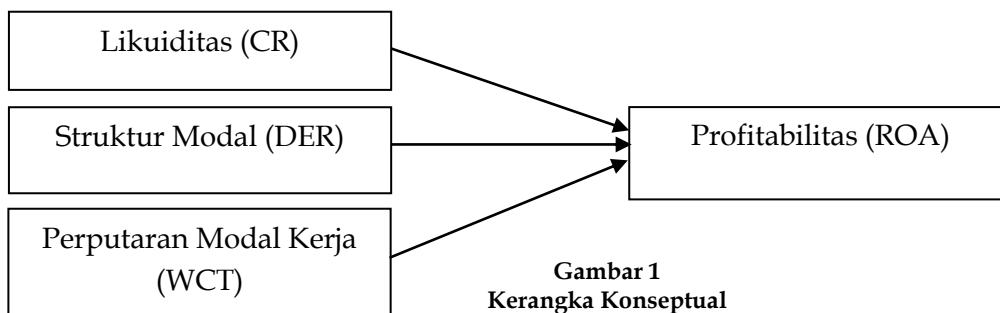 Likuiditas (CR)
Struktur Modal (DER)
Profitabilitas (ROA)
Perputaran Modal Kerja
(WCT)
Gambar 1
Kerangka Konseptual